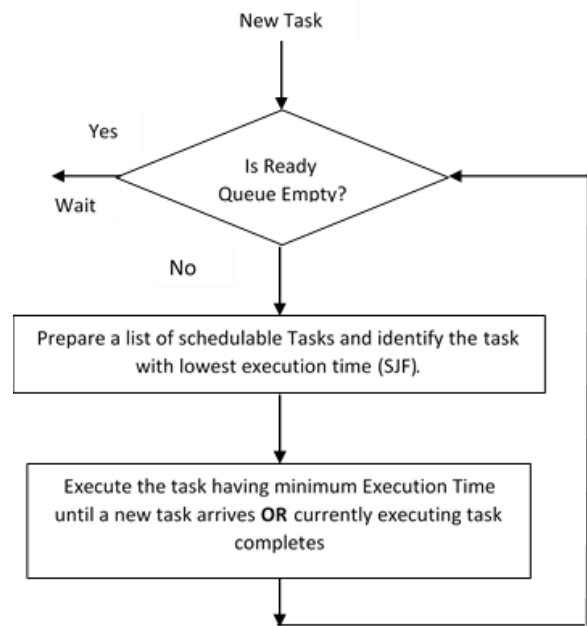 New Task
Yes
Is Ready
Queue Empty?
Wait
No
Prepare a list of schedulable Tasks and identify the task
with lowest execution time (SJF).
Execute the task having minimum Execution Time
until a new task arrives OR currently executing task
completes